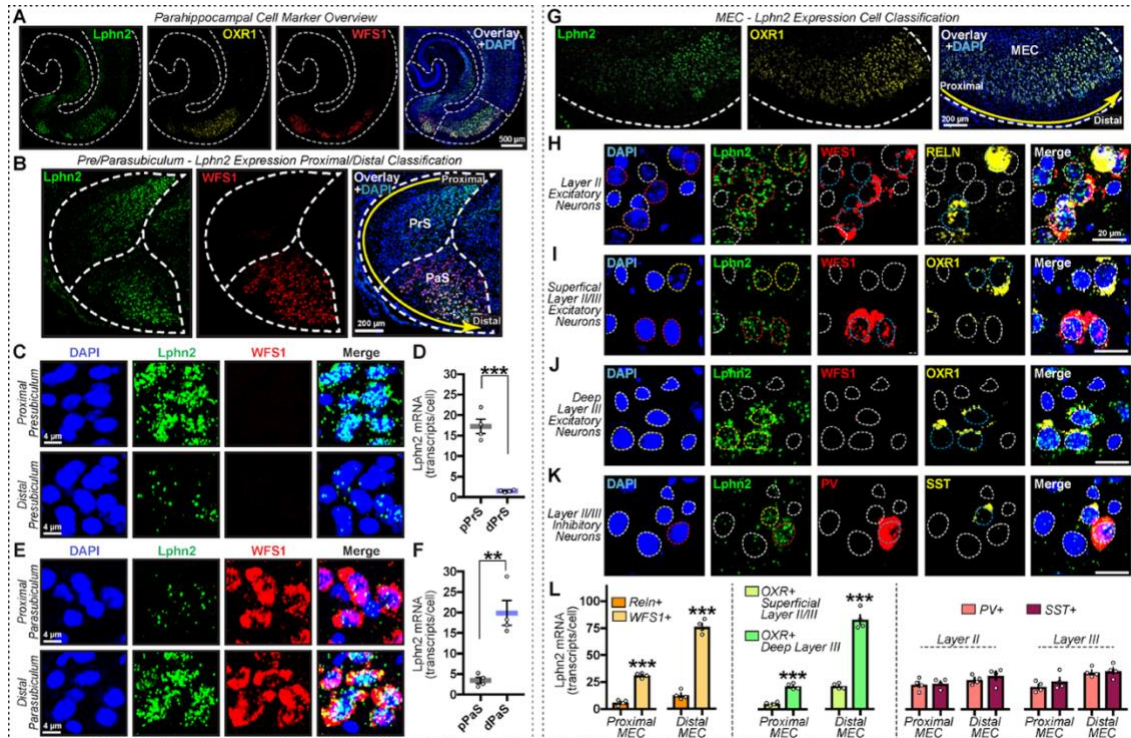 A
Parahippocampal Cell Marker Overview
Lphn2
OXR1
WFS1
Overlay
+DAPI
500 µm
B
Pre/Parasubiculum - Lphn2 Expression Proximal/Distal Classification
Lphn2
WFS1
Overlay
+DAPI
Proximal
PrS
PaS
Distal
200 µm
C
DAPI
Lphn2
WFS1
Merge
Proximal
Presubiculum
4 µm
Distal
Presubiculum
4 µm
D
Lphn2 mRNA
(transcripts/cell)
30
25
20
15
10
5
0
***
pPrS
dPrS
E
DAPI
Lphn2
WFS1
Merge
Proximal
Parasubiculum
4 µm
Distal
Parasubiculum
4 µm
F
Lphn2 mRNA
(transcripts/cell)
30
25
20
15
10
5
0
**
pPaS
dPaS
G
MEC - Lphn2 Expression Cell Classification
Lphn2
OXR1
Overlay
+DAPI
MEC
Proximal
Distal
200 µm
H
Layer II
Excitatory
Neurons
DAPI
Lphn2
WFS1
RELN
Merge
20 µm
I
Superfical
Layer II/III
Excitatory
Neurons
DAPI
Lphn2
WFS1
OXR1
Merge
J
Deep
Layer III
Excitatory
Neurons
DAPI
Lphn2
WFS1
OXR1
Merge
K
Layer II/III
Inhibitory
Neurons
DAPI
Lphn2
PV
SST
Merge
L
Lphn2 mRNA
(transcripts/cell)
100
75
50
25
0
Reln+
WFS1+
***
***
Proximal
MEC
Distal
MEC
OXR+
Superficial
Layer II/III
OXR+
Deep Layer III
***
***
Proximal
MEC
Distal
MEC
PV+
SST+
Layer II
Layer III
Proximal
MEC
Distal
MEC
Proximal
MEC
Distal
MEC